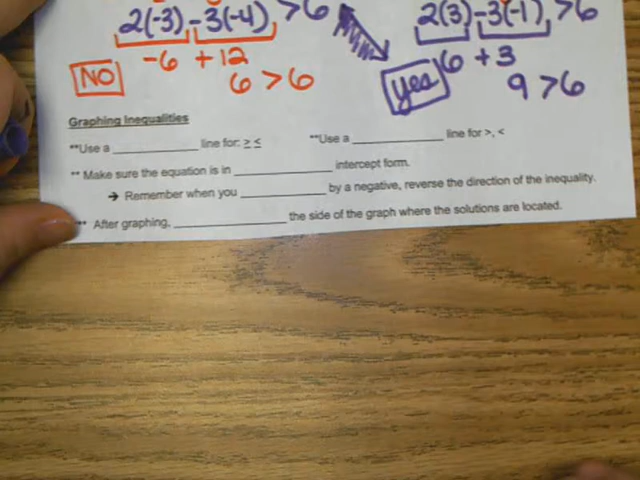 2(-3)-3(-4)>6 2(3)-3(-1)>6
-6 + 12 6 + 3
NO 6 > 6 yes 9 > 6
Graphing Inequalities
**Use a ____________ line for: ≥ ≤ **Use a ____________ line for >, <
** Make sure the equation is in ____________ intercept form.
➔ Remember when you ____________ by a negative, reverse the direction of the inequality.
** After graphing, ____________ the side of the graph where the solutions are located.